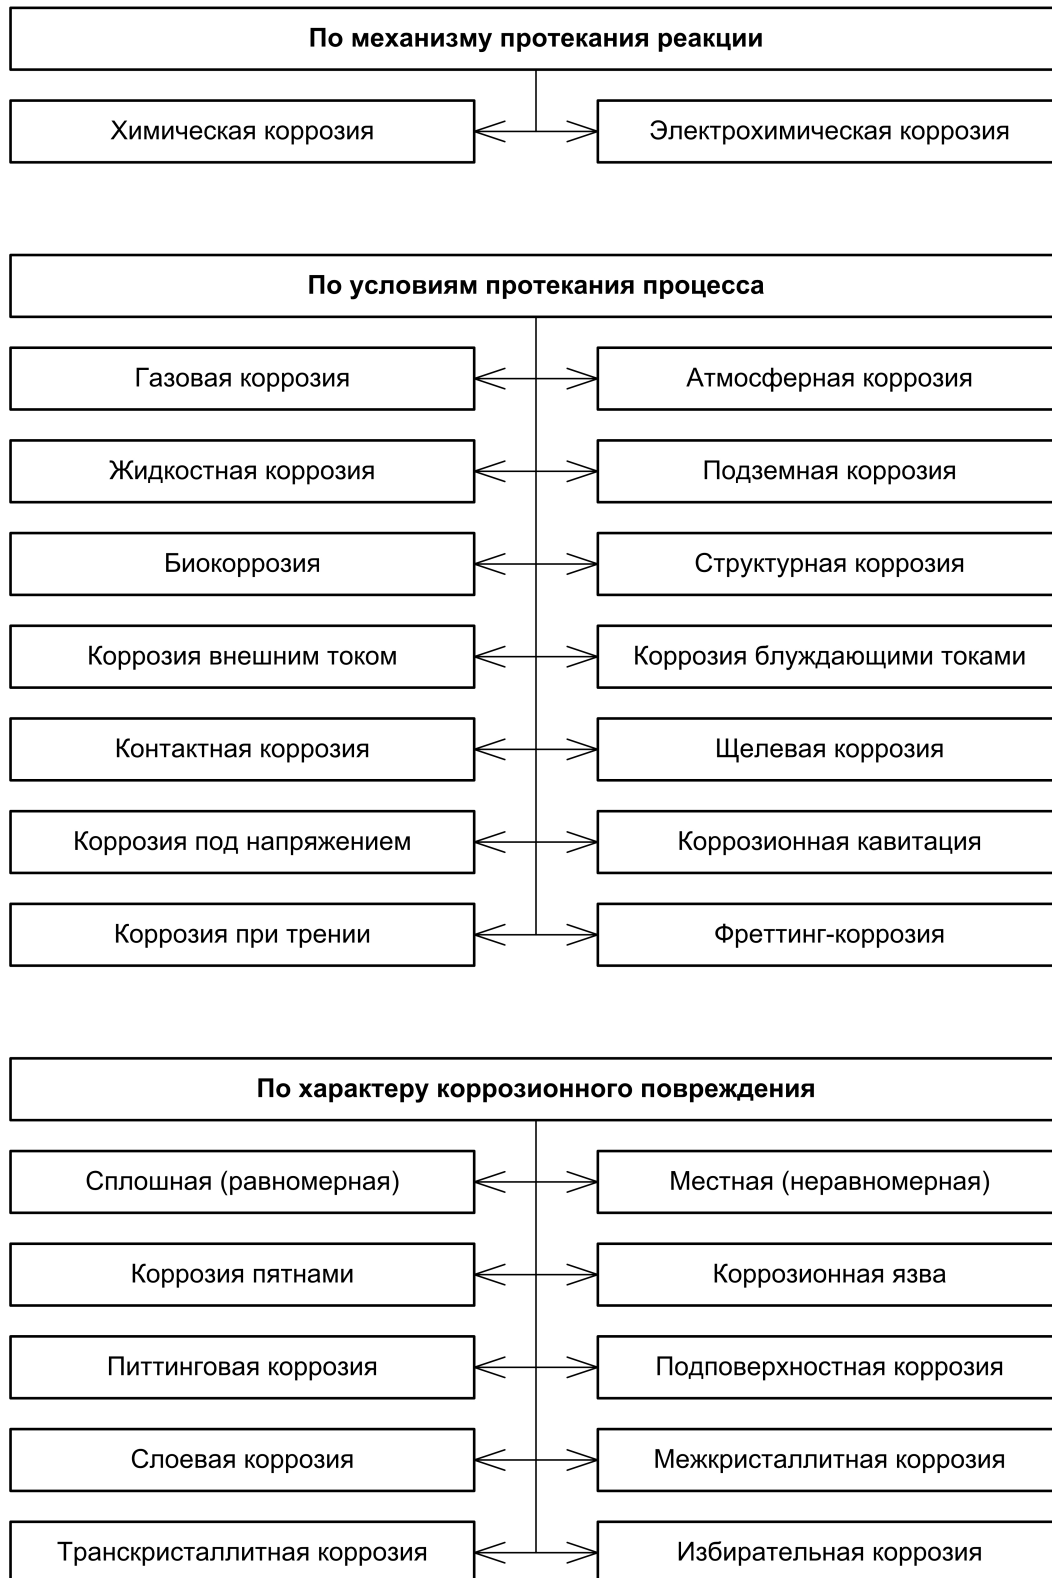 По механизму протекания реакции
Химическая коррозия
Электрохимическая коррозия
По условиям протекания процесса
Газовая коррозия
Атмосферная коррозия
Жидкостная коррозия
Подземная коррозия
Биокоррозия
Структурная коррозия
Коррозия внешним током
Коррозия блуждающими токами
Контактная коррозия
Щелевая коррозия
Коррозия под напряжением
Коррозионная кавитация
Коррозия при трении
Фреттинг-коррозия
По характеру коррозионного повреждения
Сплошная (равномерная)
Местная (неравномерная)
Коррозия пятнами
Коррозионная язва
Питтинговая коррозия
Подповерхностная коррозия
Слоевая коррозия
Межкристаллитная коррозия
Транскристаллитная коррозия
Избирательная коррозия